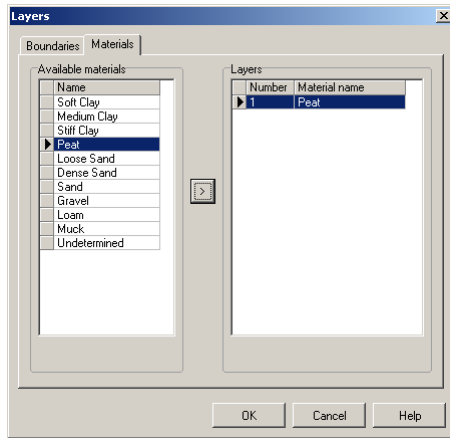 Layers
Boundaries Materials
Available materials
Name
Soft Clay
Medium Clay
Stiff Clay
Peat
Loose Sand
Dense Sand
Sand
Gravel
Loam
Muck
Undetermined
>
Layers
Number Material name
1 Peat
OK Cancel Help